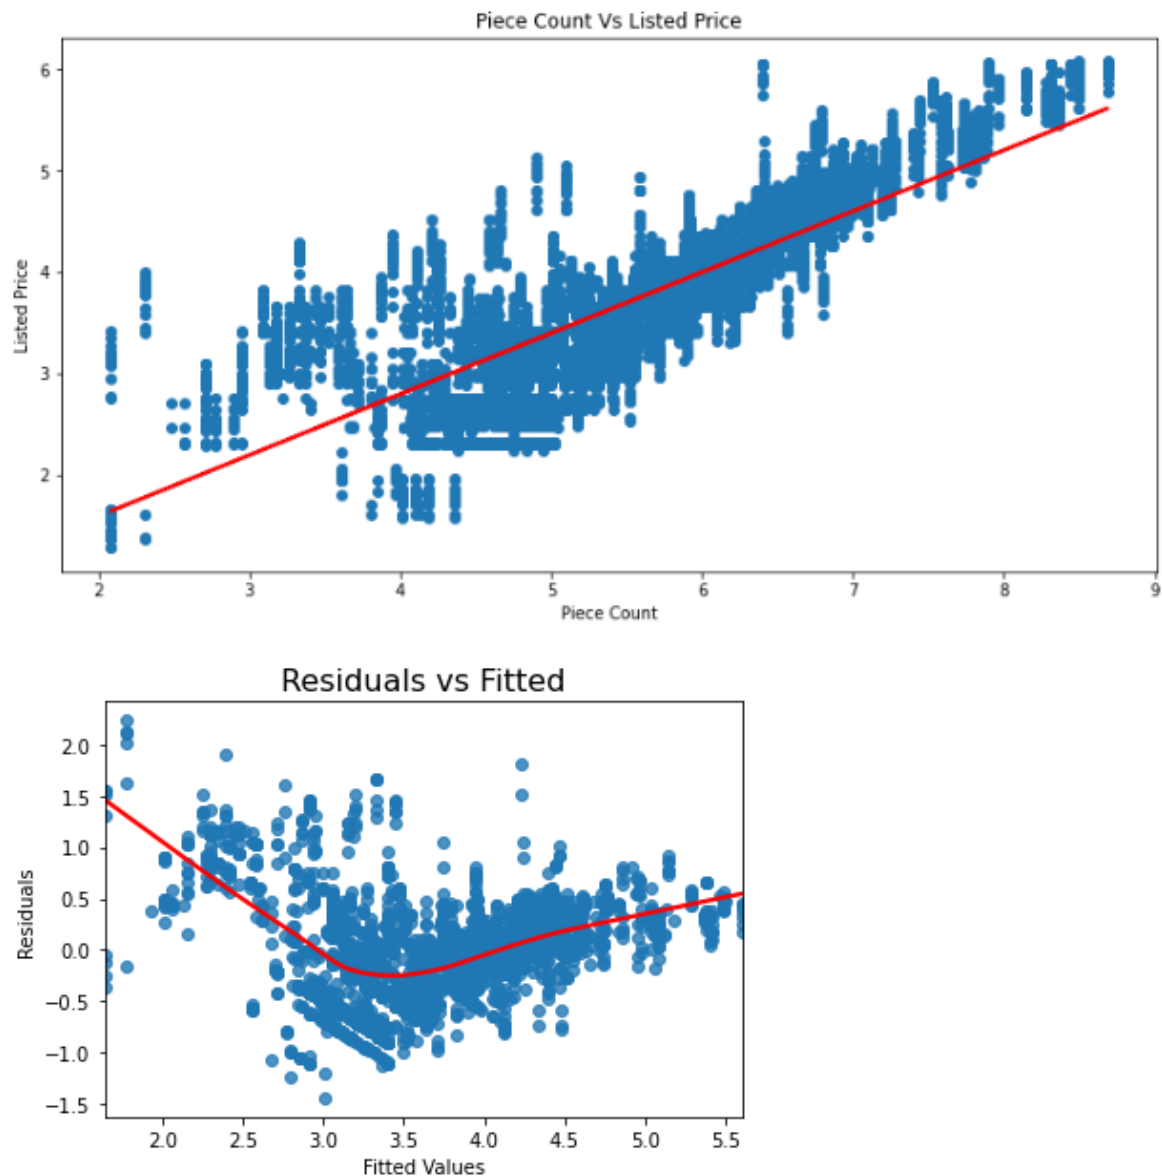 Piece Count Vs Listed Price
6
5
4
3
2
Listed Price
2 3 4 5 6 7 8 9
Piece Count
Residuals vs Fitted
2.0
1.5
1.0
0.5
0.0
−0.5
−1.0
−1.5
Residuals
2.0 2.5 3.0 3.5 4.0 4.5 5.0 5.5
Fitted Values